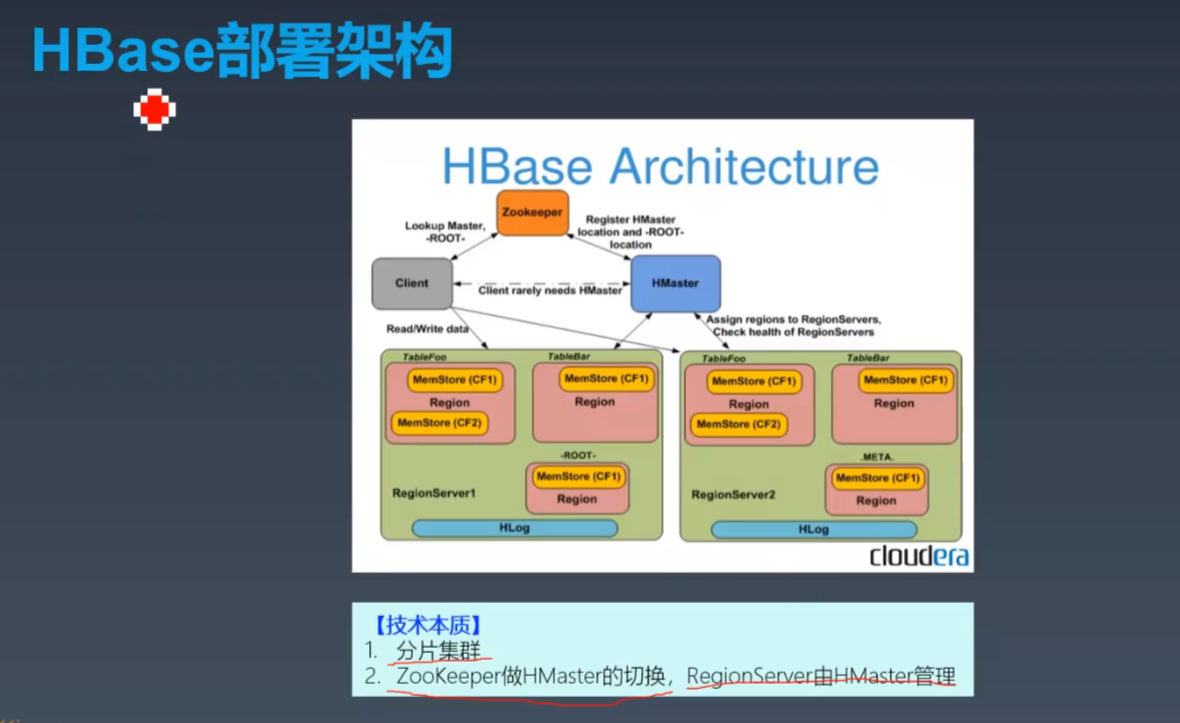 HBase部署架构
HBase Architecture
Zookeeper
Lookup Master,
-ROOT-
Register HMaster
location and -ROOT-
location
Client
Client rarely needs HMaster
HMaster
Read/Write data
Assign regions to RegionServers,
Check health of RegionServers
TableFoo
TableBar
MemStore (CF1)
Region
MemStore (CF2)
MemStore (CF1)
Region
-ROOT-
MemStore (CF1)
Region
RegionServer1
HLog
TableFoo
TableBar
MemStore (CF1)
Region
MemStore (CF2)
MemStore (CF1)
Region
.META.
MemStore (CF1)
Region
RegionServer2
HLog
cloudera
【技术本质】
1. 分片集群
2. ZooKeeper做HMaster的切换，RegionServer由HMaster管理